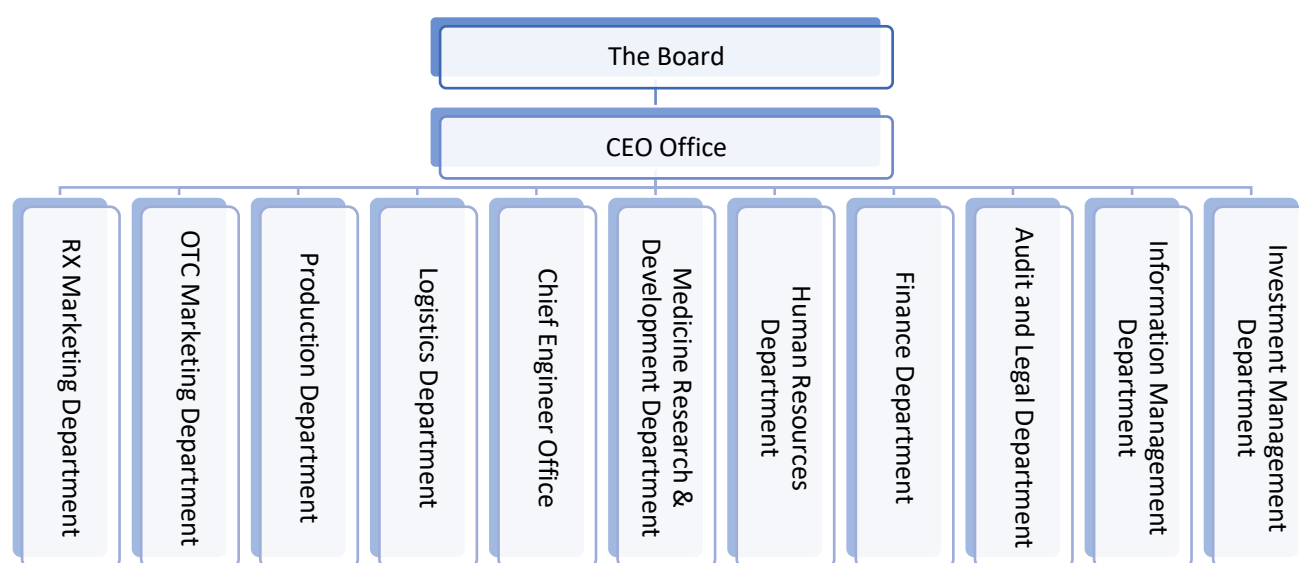 The Board
CEO Office
RX Marketing Department
OTC Marketing Department
Production Department
Logistics Department
Chief Engineer Office
Medicine Research &
Development Department
Human Resources
Department
Finance Department
Audit and Legal Department
Information Management
Department
Investment Management
Department